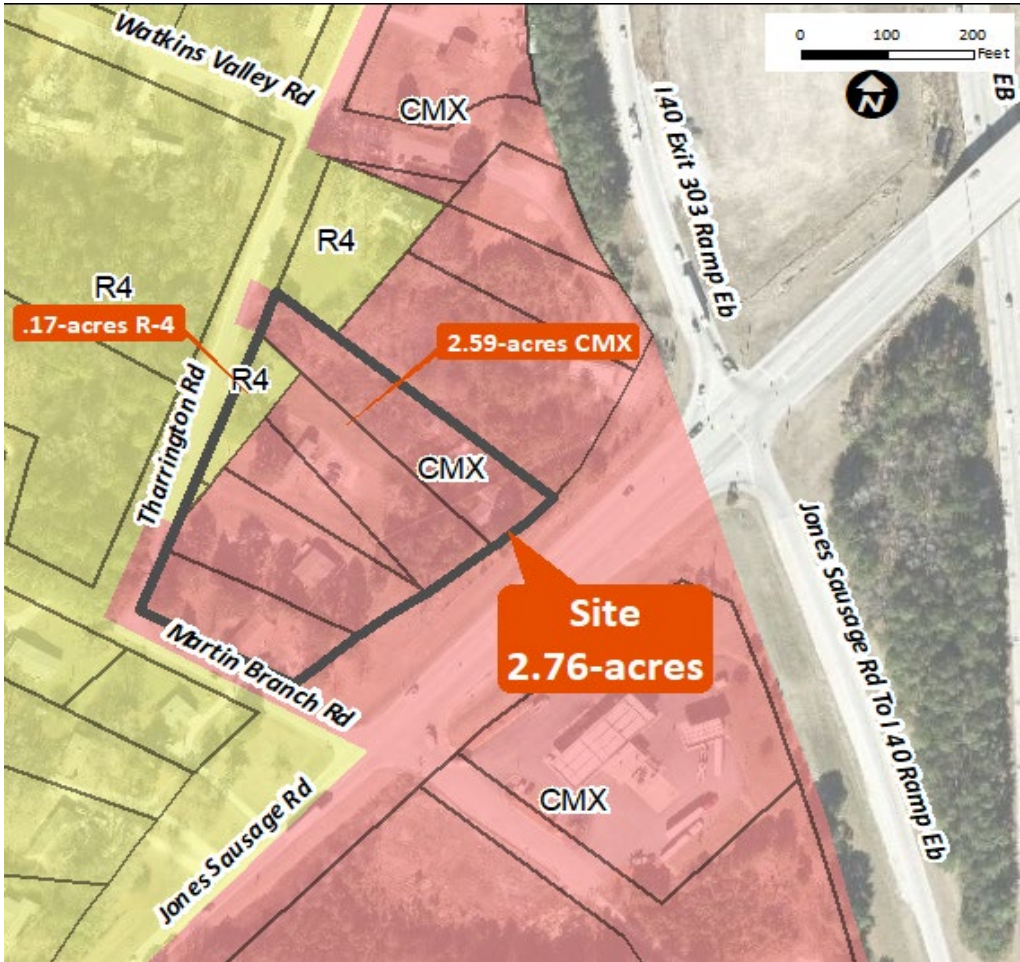 Watkins Valley Rd
0 100 200
Feet
EB
N
CMX
I 40 Exit 303 Ramp Eb
R4
R4
.17-acres R-4
2.59-acres CMX
R4
Tharrington Rd
CMX
Jones Sausage Rd To I 40 Ramp Eb
Site
2.76-acres
Martin Branch Rd
CMX
Jones Sausage Rd